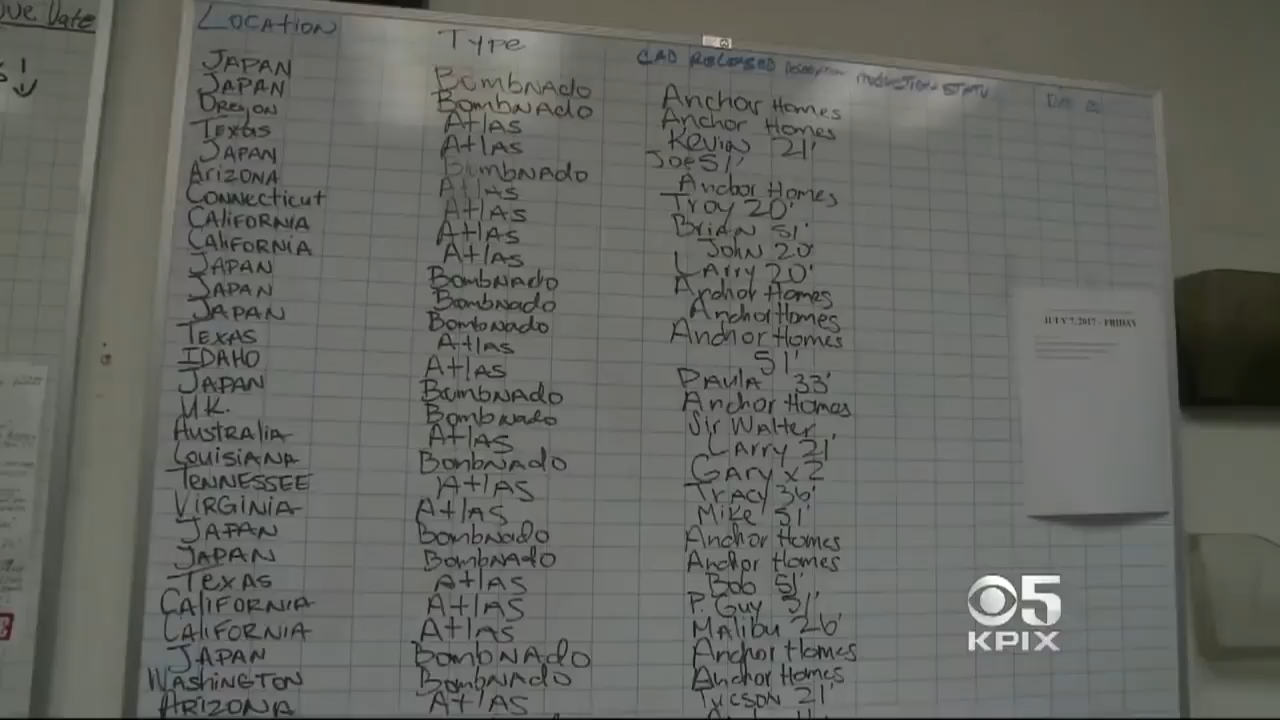 Due Date
LOCATION TYPE CAD RELEASED PRODUCTION STATU
JAPAN BombNADO Anchor Homes
JAPAN BombNADO Anchor Homes
Oregon AtlAS Kevin 21'
Texas AtlAS Joe 51'
JAPAN BombNADO Anchor Homes
Arizona AtlAS Troy 20'
Connecticut AtlAS BriAN 51'
CAliFORNiA AtlAS John 20'
CAliFORNiA AtlAS LArry 20'
JAPAN BombNAdo Anchor Homes
JAPAN BombNAdo Anchor Homes
JAPAN BombNado Anchor Homes
TEXAS AtlAS 51'
IDAHO AtlAS PAulA 33'
JAPAN BombNADO Anchor Homes
U.K. BombNado Sir Walter
AustrAliA AtlAS LArry 21'
LouisiANA BombNAdo GAry x 2
TENNESSEE AtlAS TrACy 36'
VirgiNiA AtlAS Mike 51'
JAPAN BombNado Anchor Homes
JAPAN BombNADO Anchor Homes
TexAS AtlAS Bob 51'
CAliFORNiA AtlAS P. Guy 31'
CAliFORNiA AtlAS MAlibu 26'
JAPAN BombNADO Anchor Homes
WAshiNGTON BombNADO Anchor Homes
ARIZONA AtlAS Tucson 21'
JULY 7, 2017 - FRIDAY
5
KPIX